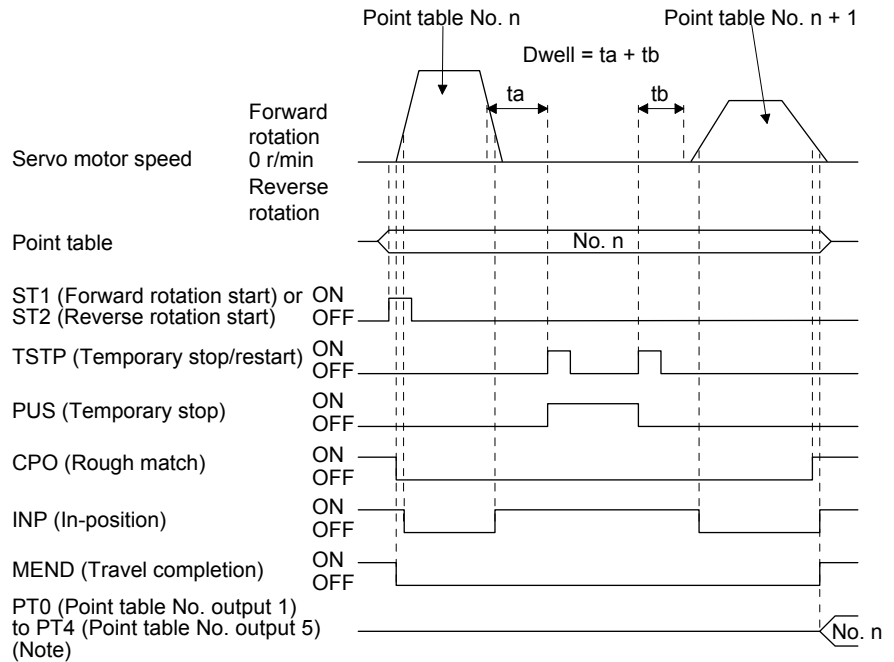 Point table No. n
Point table No. n + 1
Dwell = ta + tb
ta
tb
Forward
rotation
Servo motor speed
0 r/min
Reverse
rotation
Point table
No. n
ST1 (Forward rotation start) or
ST2 (Reverse rotation start)
ON
OFF
TSTP (Temporary stop/restart)
ON
OFF
PUS (Temporary stop)
ON
OFF
CPO (Rough match)
ON
OFF
INP (In-position)
ON
OFF
MEND (Travel completion)
ON
OFF
PT0 (Point table No. output 1)
to PT4 (Point table No. output 5)
(Note)
No. n